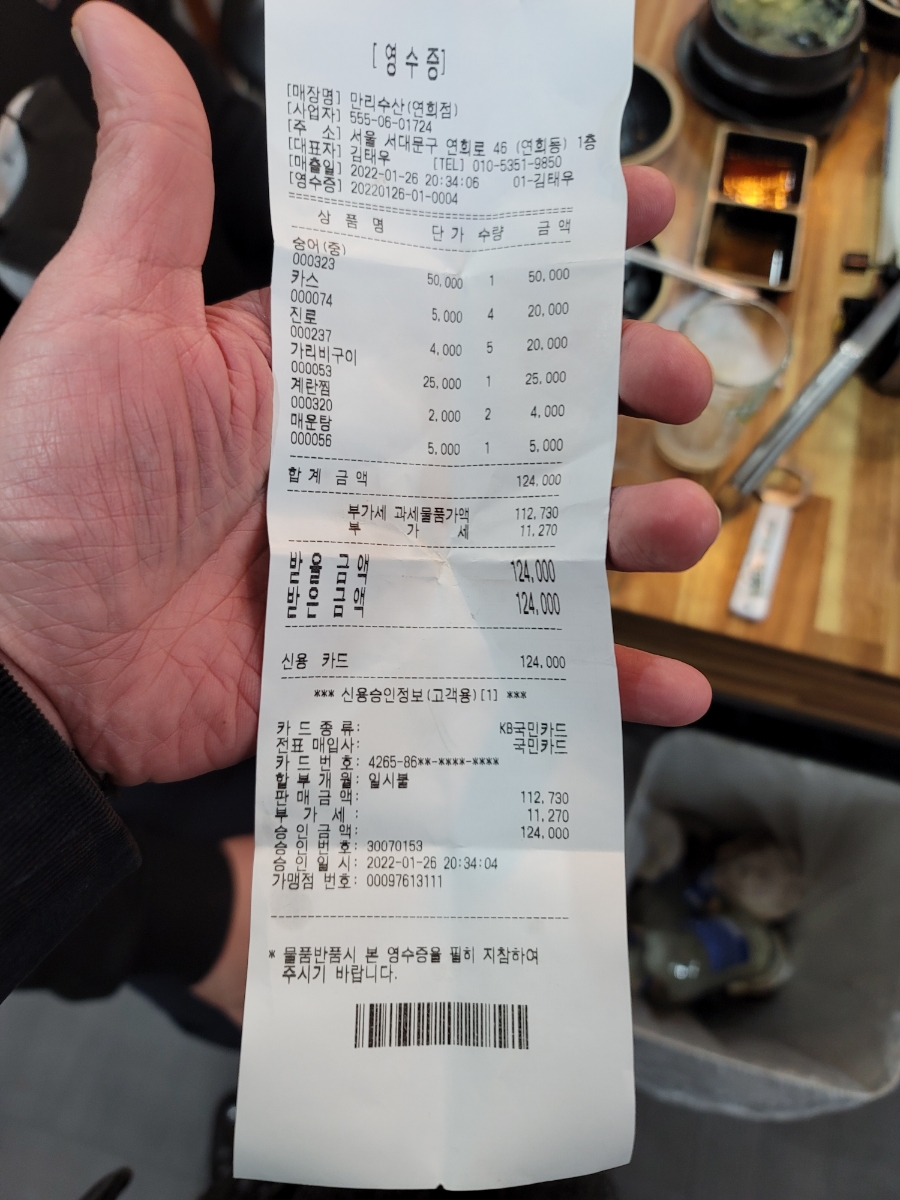 [영수증]
[매장명] 만리수산(연희점)
[사업자] 555-06-01724
[주 소] 서울 서대문구 연희로 46 (연희동) 1층
[대표자] 김태우 [TEL] 010-5351-9850
[매출일] 2022-01-26 20:34:06 01-김태우
[영수증] 20220126-01-0004
상 품 명 단 가 수량 금 액
숭어(중)
000323 50,000 1 50,000
카스
000074 5,000 4 20,000
진로
000237 4,000 5 20,000
가리비구이
000053 25,000 1 25,000
계란찜
000320 2,000 2 4,000
매운탕
000056 5,000 1 5,000
합 계 금 액 124,000
부가세 과세물품가액 112,730
부 가 세 11,270
받을 금액 124,000
받은 금액 124,000
신용 카드 124,000
*** 신용승인정보(고객용)[1] ***
카 드 종 류: KB국민카드
전표 매입사: 국민카드
카 드 번 호: 4265-86**-****-****
할 부 개 월: 일시불
판 매 금 액: 112,730
부 가 세 : 11,270
승 인 금 액: 124,000
승 인 번 호: 30070153
승 인 일 시: 2022-01-26 20:34:04
가맹점 번호: 00097613111
* 물품반품시 본 영수증을 필히 지참하여
주시기 바랍니다.